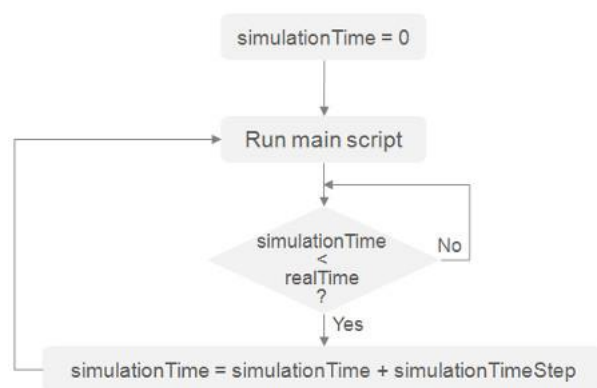 simulationTime = 0
Run main script
simulationTime
<
realTime
?
No
Yes
simulationTime = simulationTime + simulationTimeStep